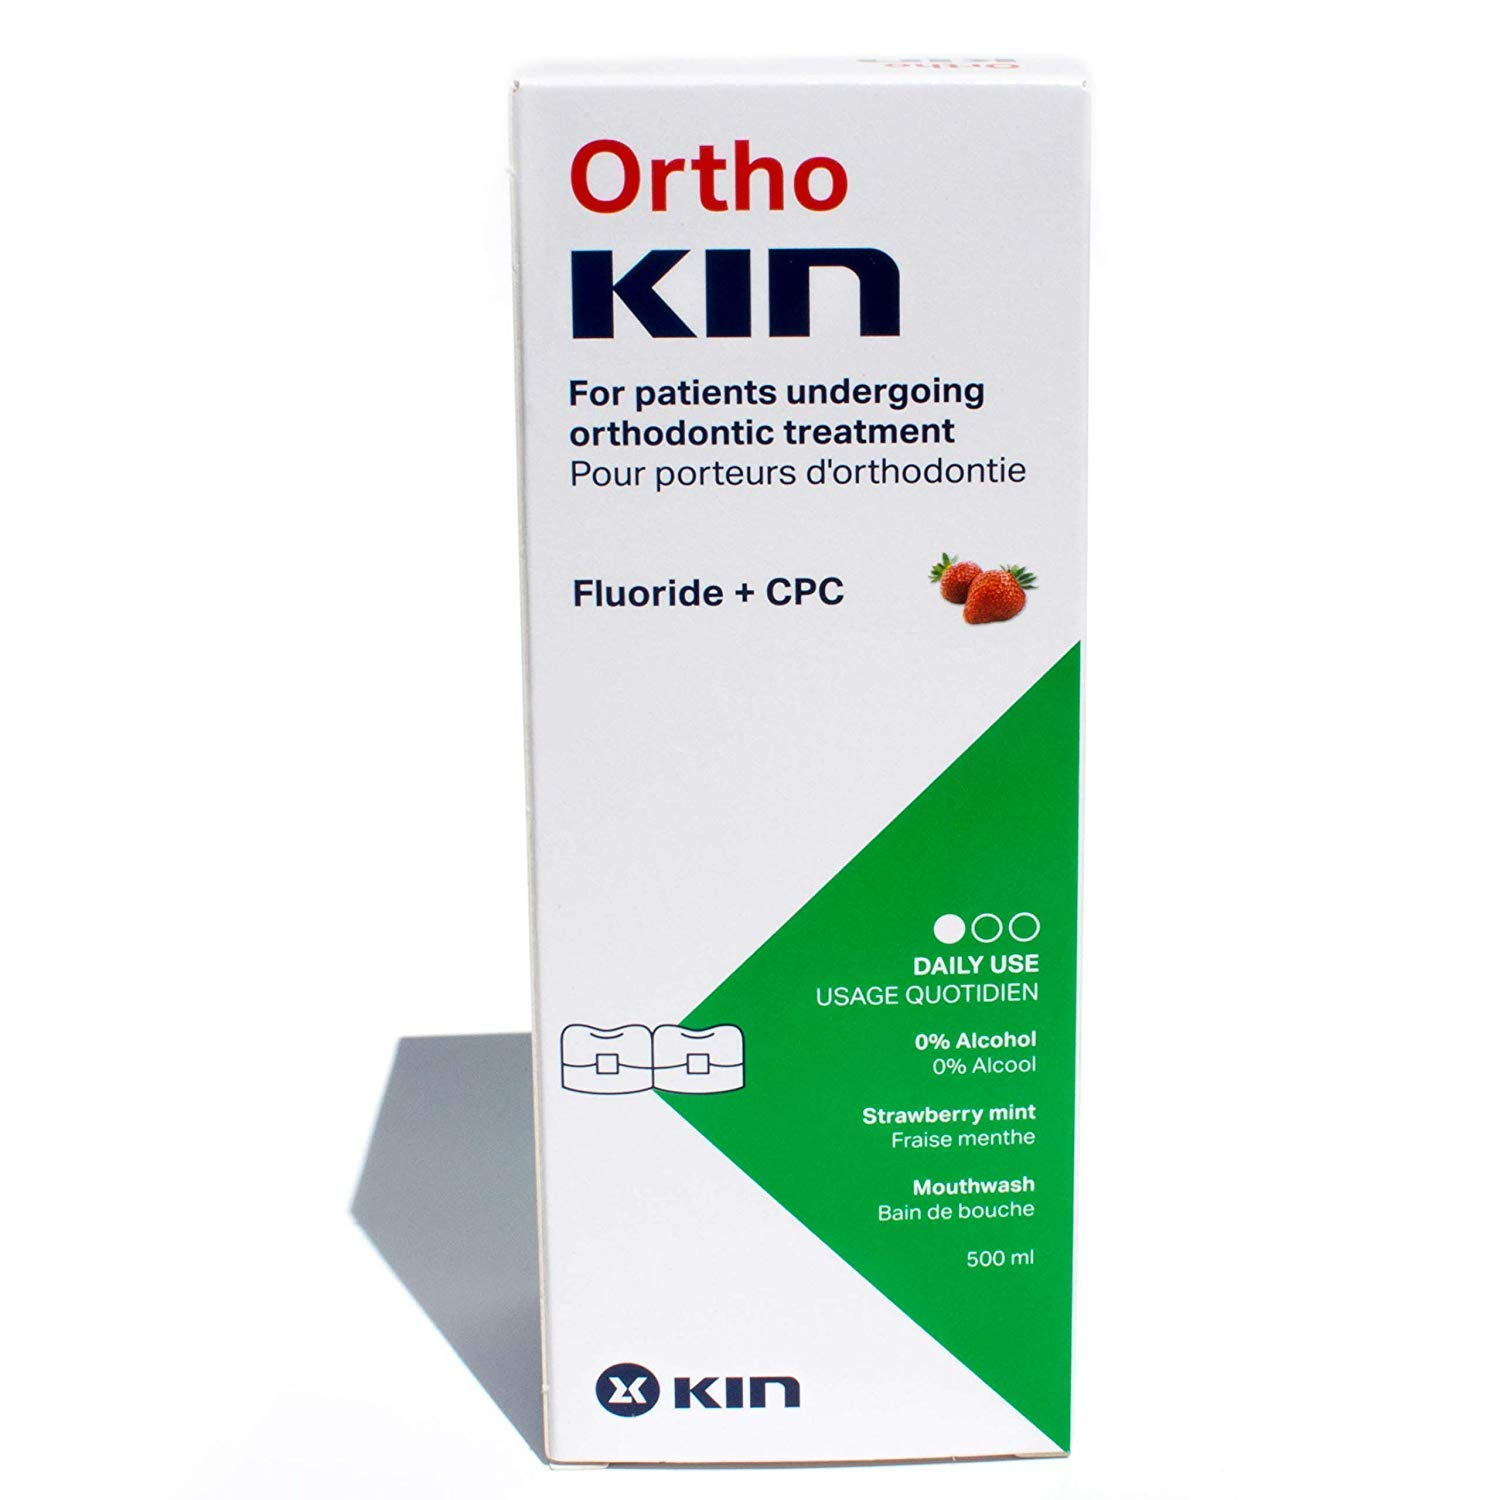 Ortho
KIN
For patients undergoing
orthodontic treatment
Pour porteurs d'orthodontie
Fluoride + CPC
DAILY USE
USAGE QUOTIDIEN
0% Alcohol
0% Alcool
Strawberry mint
Fraise menthe
Mouthwash
Bain de bouche
500 ml
KIN